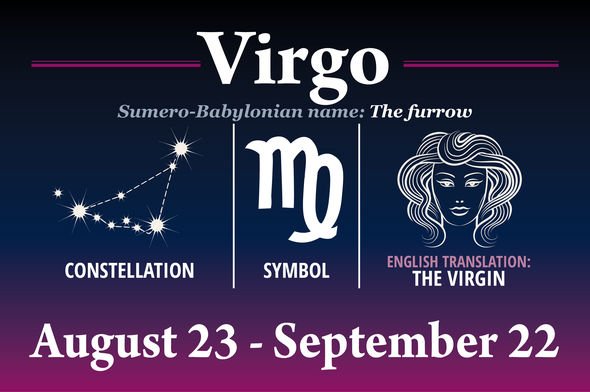 Virgo
Sumero-Babylonian name: The furrow
CONSTELLATION
SYMBOL
ENGLISH TRANSLATION:
THE VIRGIN
August 23 - September 22